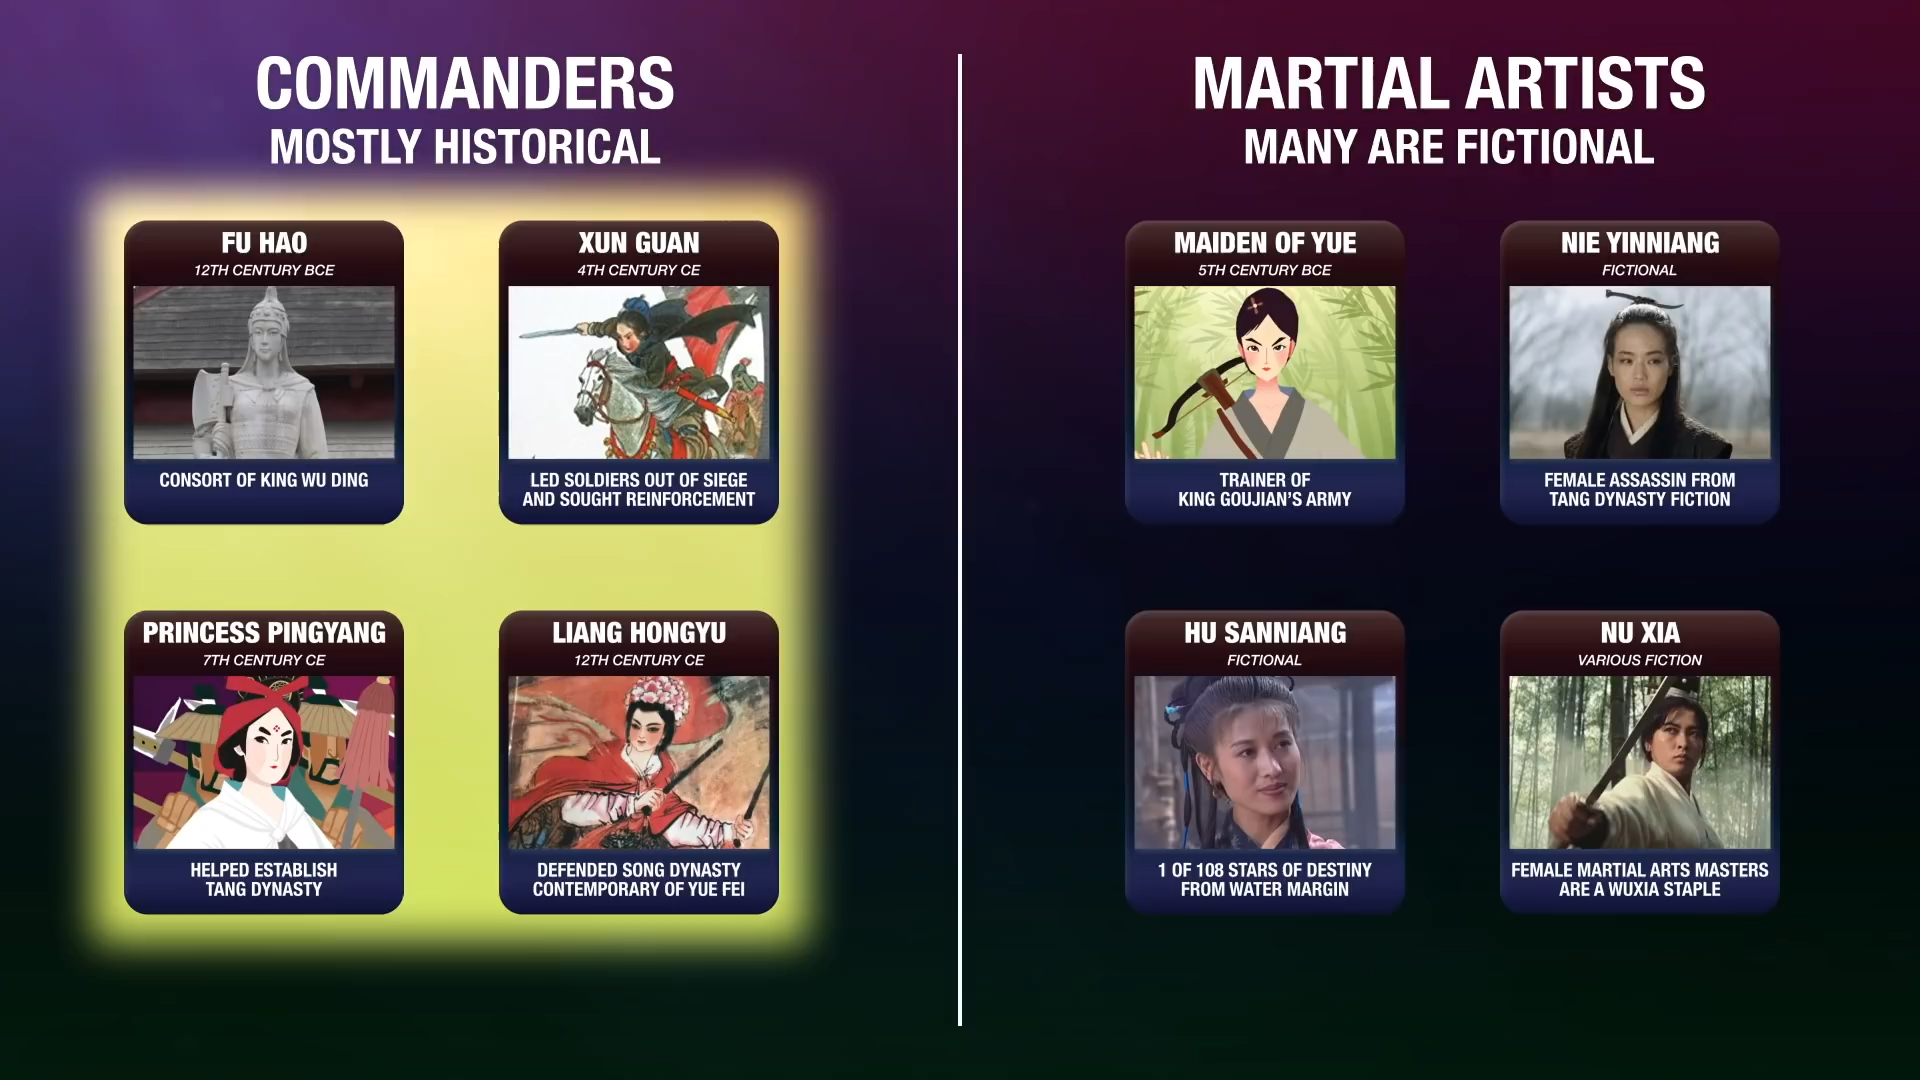 COMMANDERS
MOSTLY HISTORICAL
FU HAO
12TH CENTURY BCE
CONSORT OF KING WU DING
XUN GUAN
4TH CENTURY CE
LED SOLDIERS OUT OF SIEGE
AND SOUGHT REINFORCEMENT
PRINCESS PINGYANG
7TH CENTURY CE
HELPED ESTABLISH
TANG DYNASTY
LIANG HONGYU
12TH CENTURY CE
DEFENDED SONG DYNASTY
CONTEMPORARY OF YUE FEI
MARTIAL ARTISTS
MANY ARE FICTIONAL
MAIDEN OF YUE
5TH CENTURY BCE
TRAINER OF
KING GOUJIAN'S ARMY
NIE YINNIANG
FICTIONAL
FEMALE ASSASSIN FROM
TANG DYNASTY FICTION
HU SANNIANG
FICTIONAL
1 OF 108 STARS OF DESTINY
FROM WATER MARGIN
NU XIA
VARIOUS FICTION
FEMALE MARTIAL ARTS MASTERS
ARE A WUXIA STAPLE